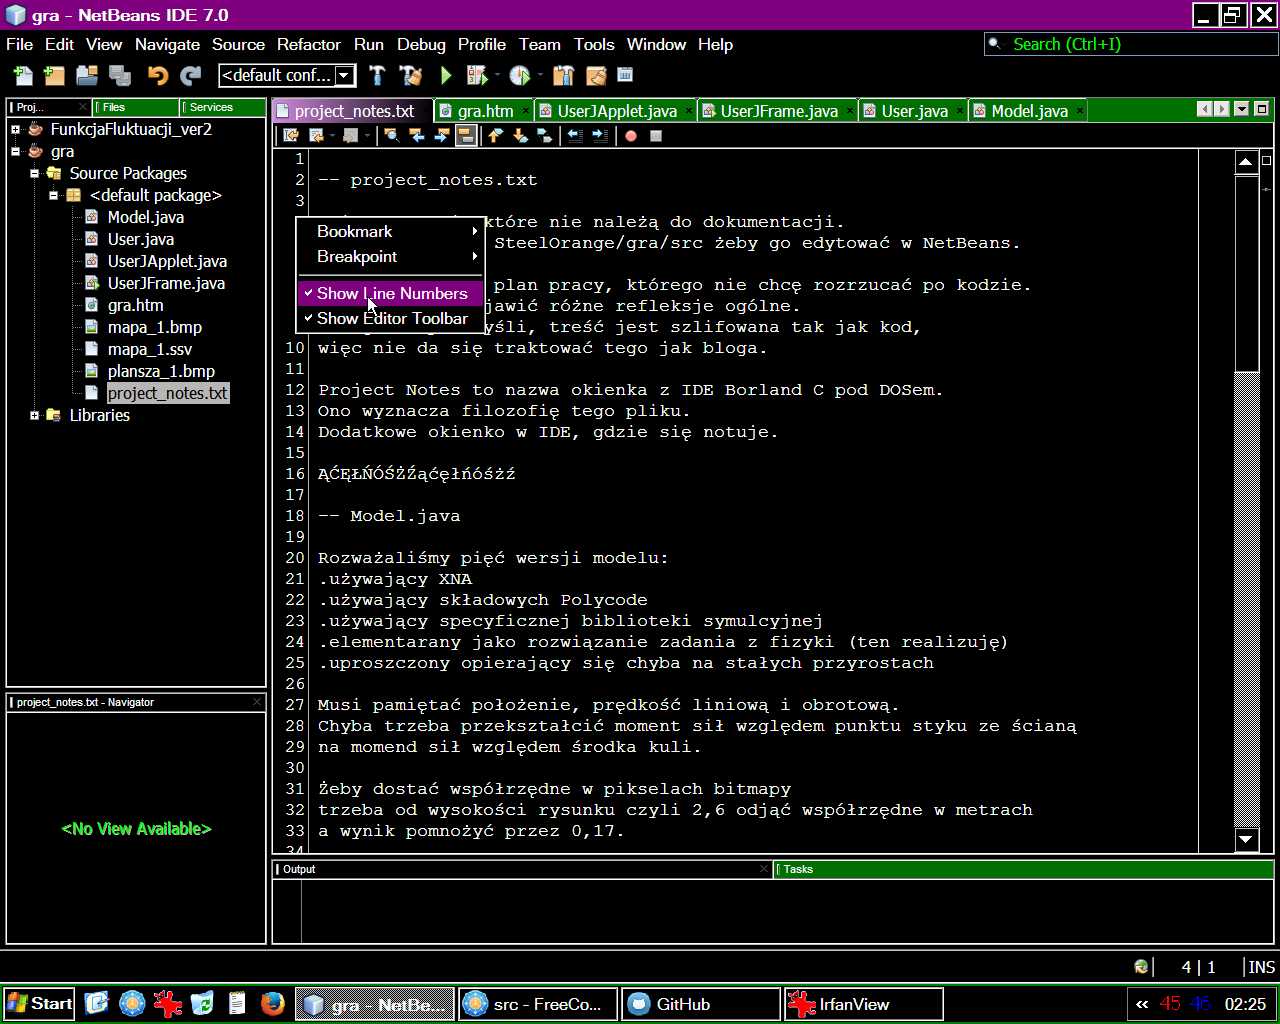 gra - NetBeans IDE 7.0
File Edit View Navigate Source Refactor Run Debug Profile Team Tools Window Help
Search (Ctrl+I)
<default conf...
Proj...
Files
Services
FunkcjaFluktuacji_ver2
gra
Source Packages
<default package>
Model.java
User.java
UserJApplet.java
UserJFrame.java
gra.htm
mapa_1.bmp
mapa_1.ssv
plansza_1.bmp
project_notes.txt
Libraries
project_notes.txt - Navigator
<No View Available>
project_notes.txt gra.htm UserJApplet.java UserJFrame.java User.java Model.java
1
2 -- project_notes.txt
3
które nie należą do dokumentacji.
SteelOrange/gra/src żeby go edytować w NetBeans.
plan pracy, którego nie chcę rozrzucać po kodzie.
jawić różne refleksje ogólne.
yśli, treść jest szlifowana tak jak kod,
10 więc nie da się traktować tego jak bloga.
11
12 Project Notes to nazwa okienka z IDE Borland C pod DOSem.
13 Ono wyznacza filozofię tego pliku.
14 Dodatkowe okienko w IDE, gdzie się notuje.
15
16 ĄĆĘŁŃÓŚŻŹąćęłńóśżź
17
18 -- Model.java
19
20 Rozważaliśmy pięć wersji modelu:
21 .używający XNA
22 .używający składowych Polycode
23 .używający specyficznej biblioteki symulcyjnej
24 .elementarany jako rozwiązanie zadania z fizyki (ten realizuję)
25 .uproszczony opierający się chyba na stałych przyrostach
26
27 Musi pamiętać położenie, prędkość liniową i obrotową.
28 Chyba trzeba przekształcić moment sił względem punktu styku ze ścianą
29 na momend sił względem środka kuli.
30
31 Żeby dostać współrzędne w pikselach bitmapy
32 trzeba od wysokości rysunku czyli 2,6 odjąć współrzędne w metrach
33 a wynik pomnożyć przez 0,17.
34
Bookmark
Breakpoint
Show Line Numbers
Show Editor Toolbar
Output
Tasks
4 | 1
INS
Start
gra - NetBe...
src - FreeCo...
GitHub
IrfanView
« 45 46 02:25